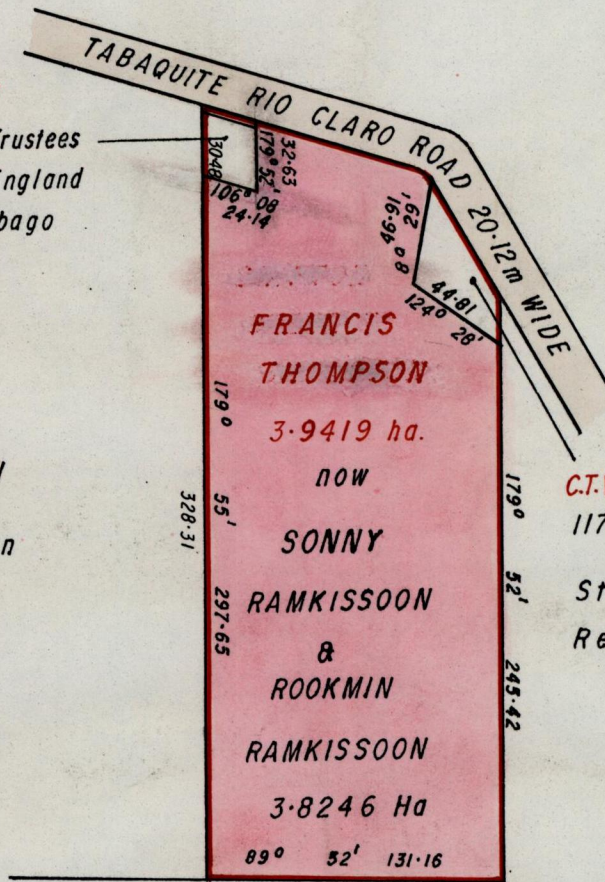 TABAQUITE RIO CLARO ROAD 20·12m WIDE
Trustees
England
bago
30·48
179° 52'
32·63
106° 08
24·14
8° 29'
46·91
44·81
124° 28'
FRANCIS
THOMPSON
3·9419 ha.
now
SONNY
RAMKISSOON
&
ROOKMIN
RAMKISSOON
3·8246 Ha
179° 55' 297·65
328·31
n
179° 52' 245·42
C.T.
117
St
Re
89° 52' 131·16